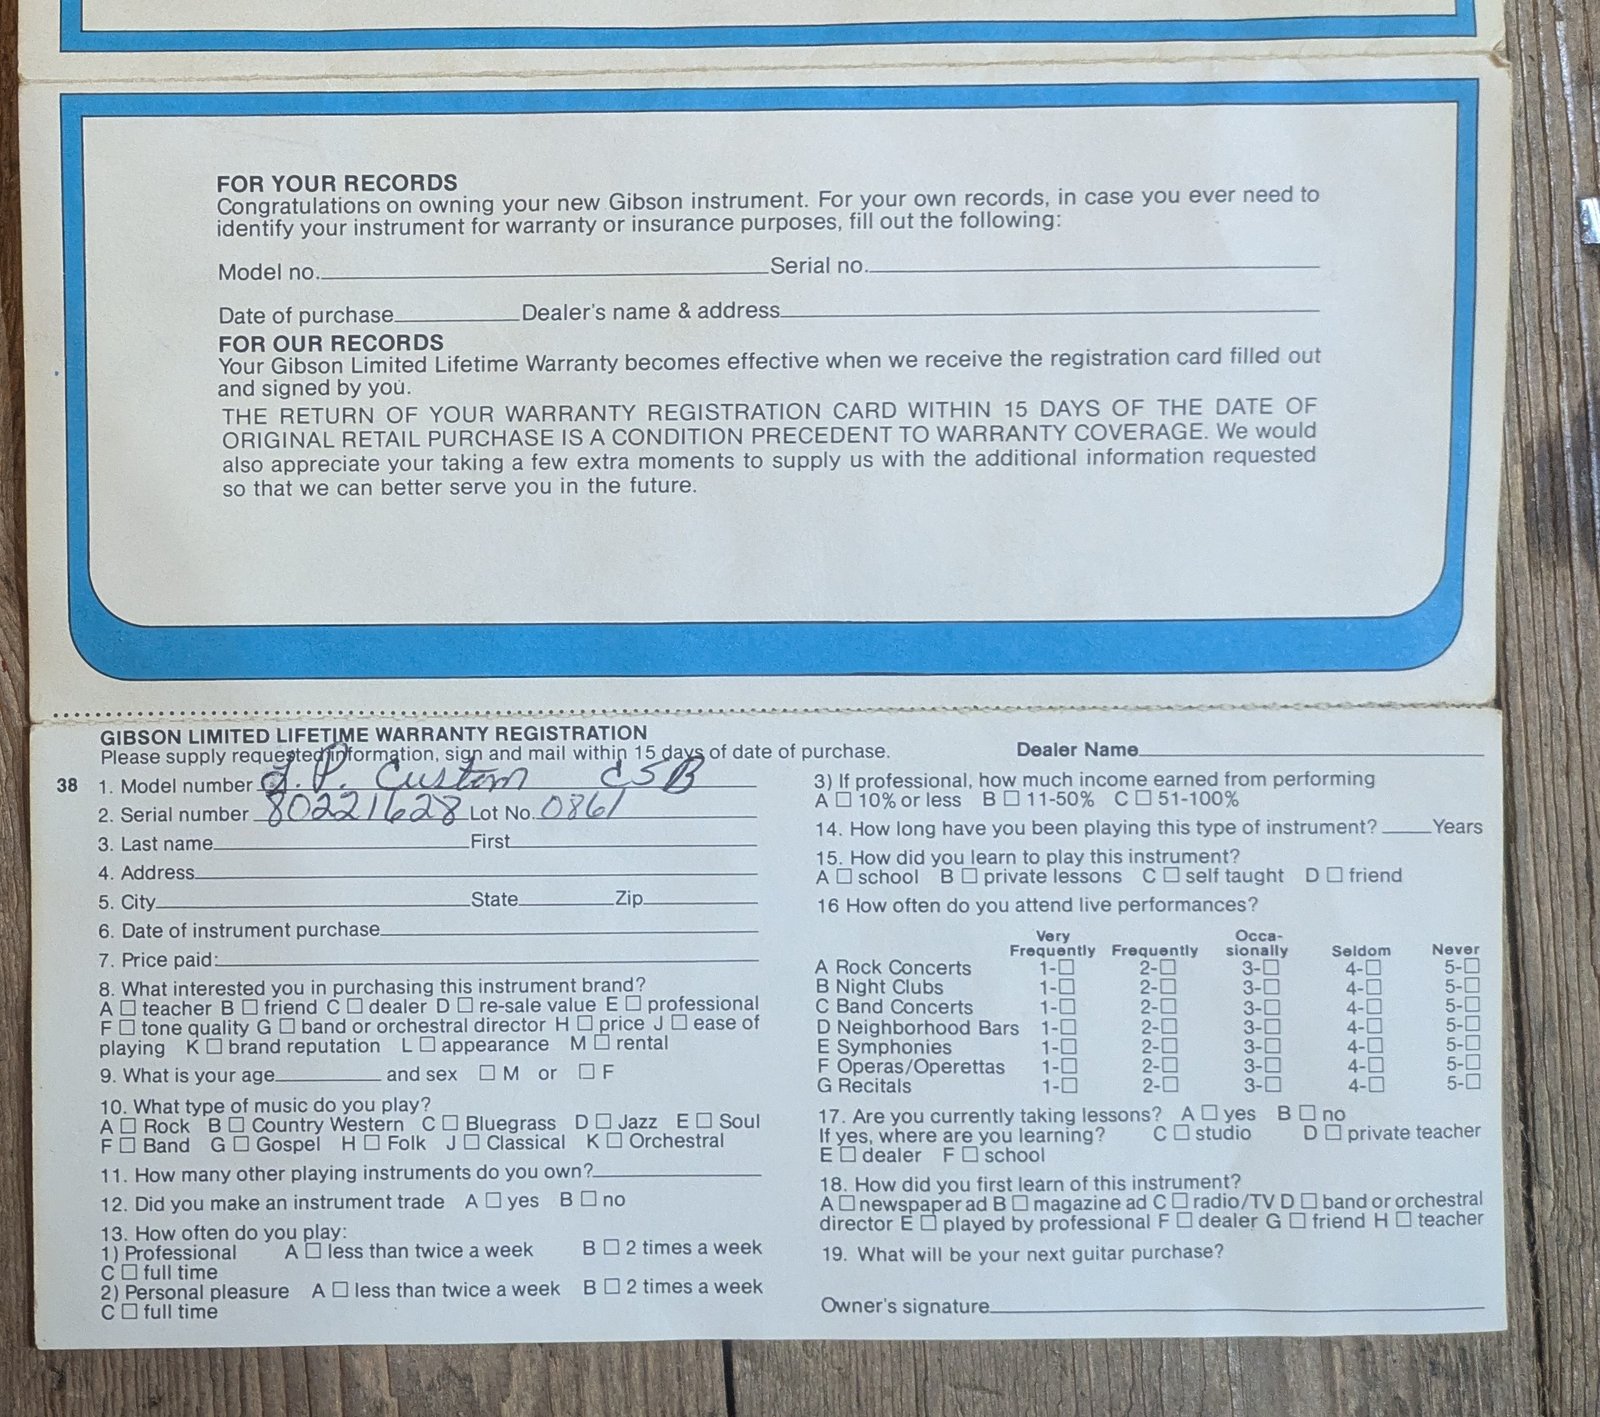 FOR YOUR RECORDS
Congratulations on owning your new Gibson instrument. For your own records, in case you ever need to
identify your instrument for warranty or insurance purposes, fill out the following:
Model no. Serial no.
Date of purchase Dealer's name & address
FOR OUR RECORDS
Your Gibson Limited Lifetime Warranty becomes effective when we receive the registration card filled out
and signed by you.
THE RETURN OF YOUR WARRANTY REGISTRATION CARD WITHIN 15 DAYS OF THE DATE OF
ORIGINAL RETAIL PURCHASE IS A CONDITION PRECEDENT TO WARRANTY COVERAGE. We would
also appreciate your taking a few extra moments to supply us with the additional information requested
so that we can better serve you in the future.
GIBSON LIMITED LIFETIME WARRANTY REGISTRATION
Please supply requested information, sign and mail within 15 days of date of purchase.
38 1. Model number L.P. Custom CSB
2. Serial number 80221628 Lot No. 0861
3. Last name First
4. Address
5. City State Zip
6. Date of instrument purchase
7. Price paid:
8. What interested you in purchasing this instrument brand?
A □ teacher B □ friend C □ dealer D □ re-sale value E □ professional
F □ tone quality G □ band or orchestral director H □ price J □ ease of
playing K □ brand reputation L □ appearance M □ rental
9. What is your age and sex □ M or □ F
10. What type of music do you play?
A □ Rock B □ Country Western C □ Bluegrass D □ Jazz E □ Soul
F □ Band G □ Gospel H □ Folk J □ Classical K □ Orchestral
11. How many other playing instruments do you own?
12. Did you make an instrument trade A □ yes B □ no
13. How often do you play:
1) Professional A □ less than twice a week B □ 2 times a week
C □ full time
2) Personal pleasure A □ less than twice a week B □ 2 times a week
C □ full time
Dealer Name
3) If professional, how much income earned from performing
A □ 10% or less B □ 11-50% C □ 51-100%
14. How long have you been playing this type of instrument? Years
15. How did you learn to play this instrument?
A □ school B □ private lessons C □ self taught D □ friend
16 How often do you attend live performances?
Very Occa-
Frequently Frequently sionally Seldom Never
A Rock Concerts 1-□ 2-□ 3-□ 4-□ 5-□
B Night Clubs 1-□ 2-□ 3-□ 4-□ 5-□
C Band Concerts 1-□ 2-□ 3-□ 4-□ 5-□
D Neighborhood Bars 1-□ 2-□ 3-□ 4-□ 5-□
E Symphonies 1-□ 2-□ 3-□ 4-□ 5-□
F Operas/Operettas 1-□ 2-□ 3-□ 4-□ 5-□
G Recitals 1-□ 2-□ 3-□ 4-□ 5-□
17. Are you currently taking lessons? A □ yes B □ no
If yes, where are you learning? C □ studio D □ private teacher
E □ dealer F □ school
18. How did you first learn of this instrument?
A □ newspaper ad B □ magazine ad C □ radio/TV D □ band or orchestral
director E □ played by professional F □ dealer G □ friend H □ teacher
19. What will be your next guitar purchase?
Owner's signature